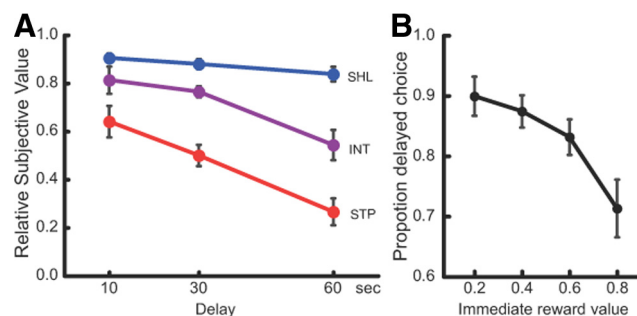 A
Relative Subjective Value
1.0
0.8
0.6
0.4
0.2
0.0
SHL
INT
STP
10 30 60 sec
Delay
B
Propotion delayed choice
1.0
0.9
0.8
0.7
0.6
0.2 0.4 0.6 0.8
Immediate reward value